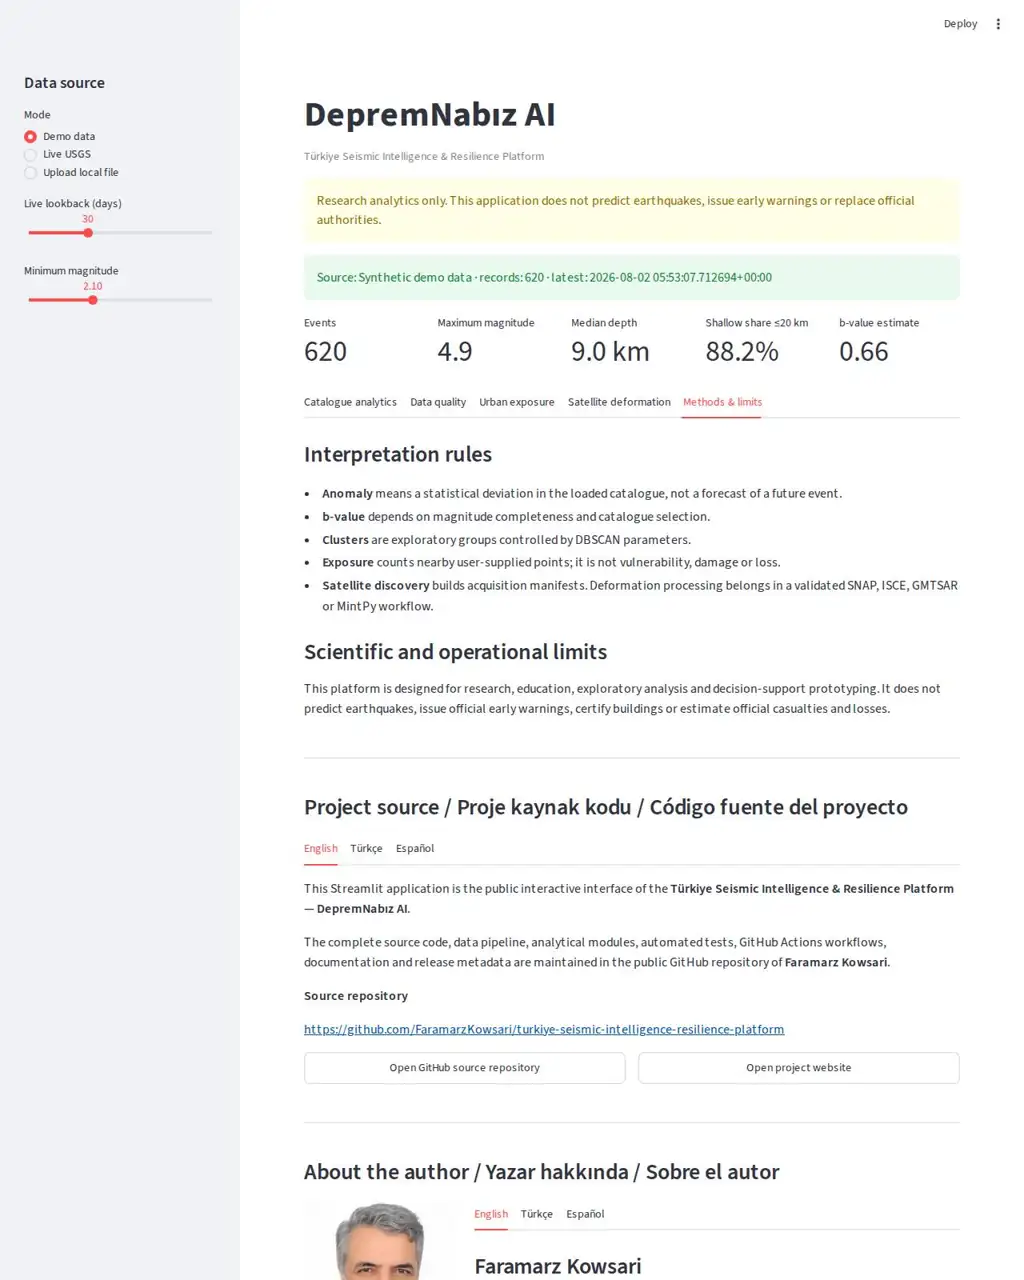 Deploy
Data source
Mode
Demo data
Live USGS
Upload local file
Live lookback (days)
30
Minimum magnitude
2.10
DepremNabız AI
Türkiye Seismic Intelligence & Resilience Platform
Research analytics only. This application does not predict earthquakes, issue early warnings or replace official
authorities.
Source: Synthetic demo data · records: 620 · latest: 2026-08-02 05:53:07.712694+00:00
Events
620
Maximum magnitude
4.9
Median depth
9.0 km
Shallow share ≤20 km
88.2%
b-value estimate
0.66
Catalogue analytics Data quality Urban exposure Satellite deformation Methods & limits
Interpretation rules
• Anomaly means a statistical deviation in the loaded catalogue, not a forecast of a future event.
• b-value depends on magnitude completeness and catalogue selection.
• Clusters are exploratory groups controlled by DBSCAN parameters.
• Exposure counts nearby user-supplied points; it is not vulnerability, damage or loss.
• Satellite discovery builds acquisition manifests. Deformation processing belongs in a validated SNAP, ISCE, GMTSAR
or MintPy workflow.
Scientific and operational limits
This platform is designed for research, education, exploratory analysis and decision-support prototyping. It does not
predict earthquakes, issue official early warnings, certify buildings or estimate official casualties and losses.
Project source / Proje kaynak kodu / Código fuente del proyecto
English Türkçe Español
This Streamlit application is the public interactive interface of the Türkiye Seismic Intelligence & Resilience Platform
— DepremNabız AI.
The complete source code, data pipeline, analytical modules, automated tests, GitHub Actions workflows,
documentation and release metadata are maintained in the public GitHub repository of Faramarz Kowsari.
Source repository
https://github.com/FaramarzKowsari/turkiye-seismic-intelligence-resilience-platform
Open GitHub source repository
Open project website
About the author / Yazar hakkında / Sobre el autor
English Türkçe Español
Faramarz Kowsari